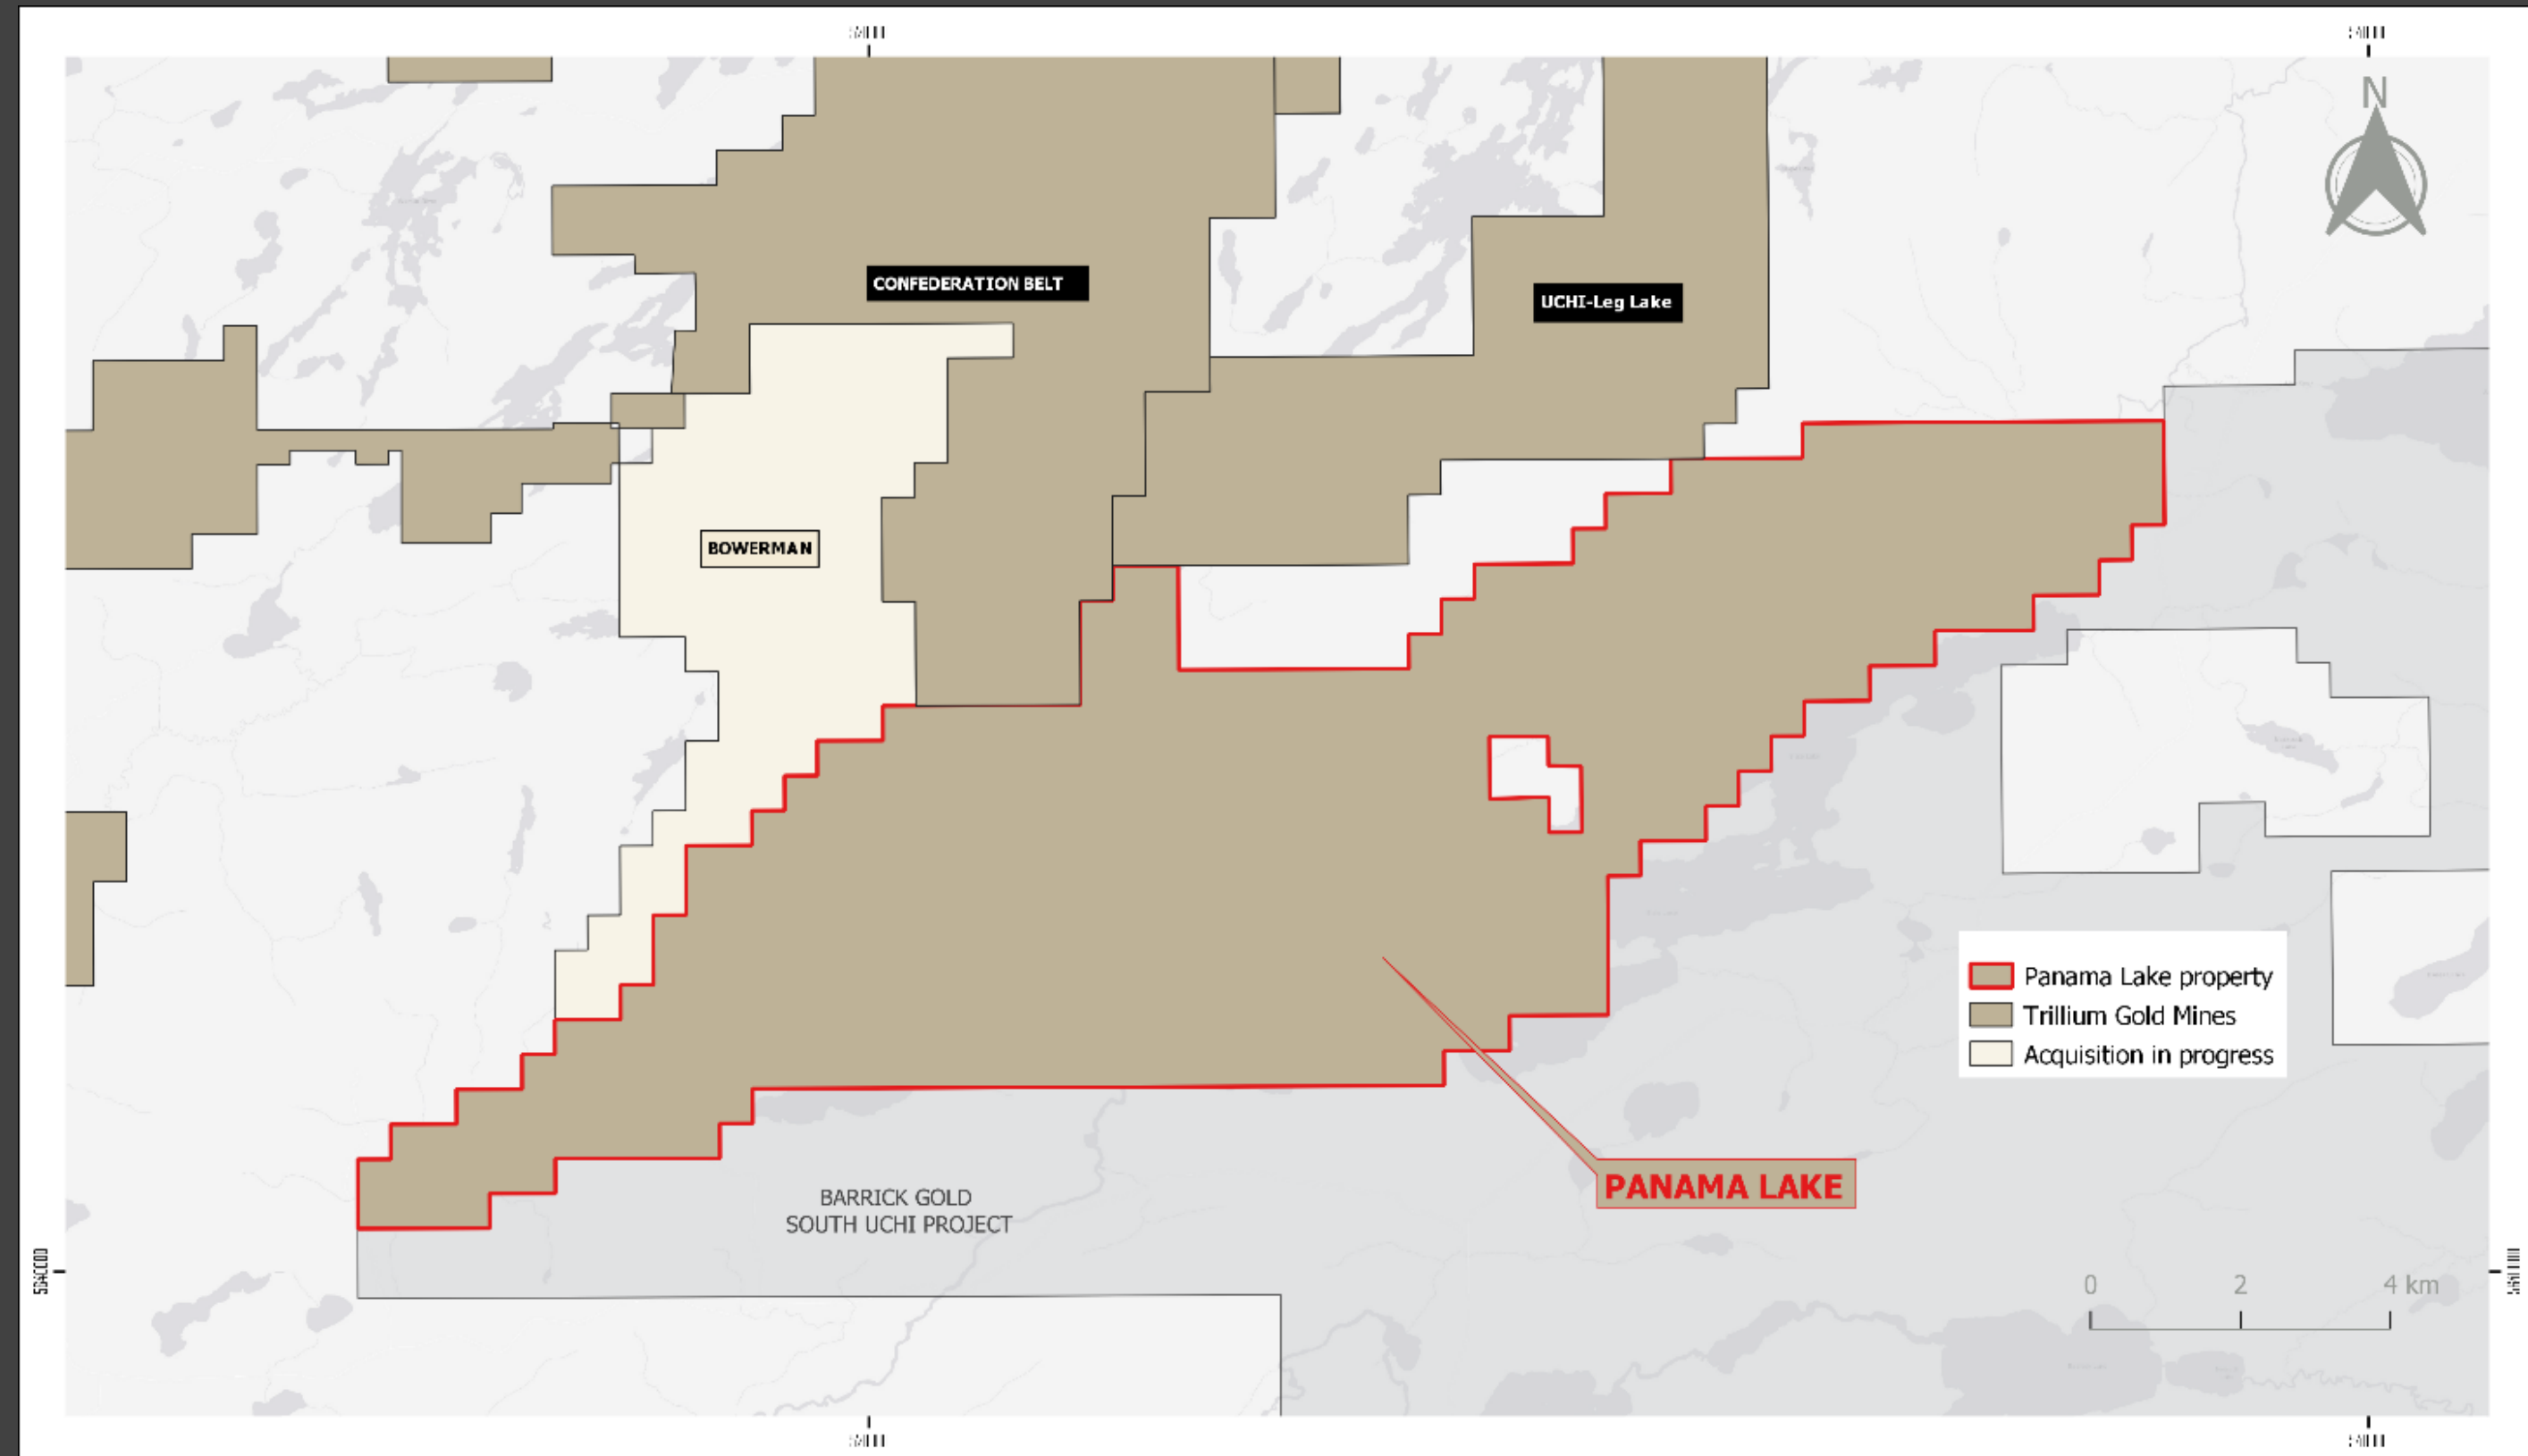 N
CONFEDERATION BELT
UCHI-Leg Lake
BOWERMAN
Panama Lake property
Trillium Gold Mines
Acquisition in progress
PANAMA LAKE
BARRICK GOLD
SOUTH UCHI PROJECT
0 2 4 km